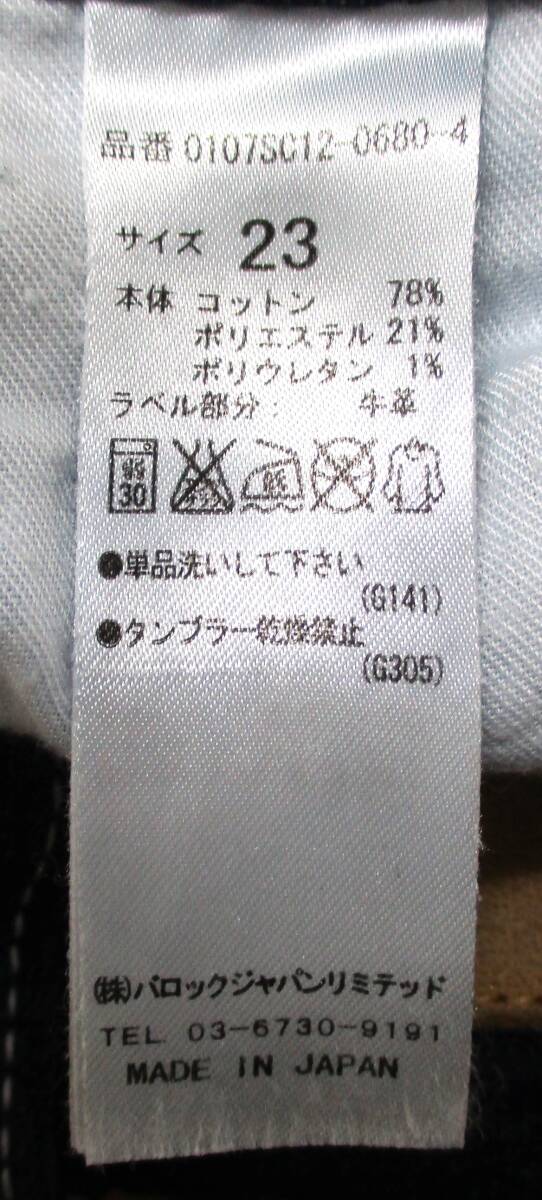 品番 0107SC12-0680-4
サイズ 23
本体 コットン 78%
ポリエステル 21%
ポリウレタン 1%
ラベル部分: 牛革
弱 30
●単品洗いして下さい
(G141)
●タンブラー乾燥禁止
(G305)
(株)バロックジャパンリミテッド
TEL. 03-6730-9191
MADE IN JAPAN